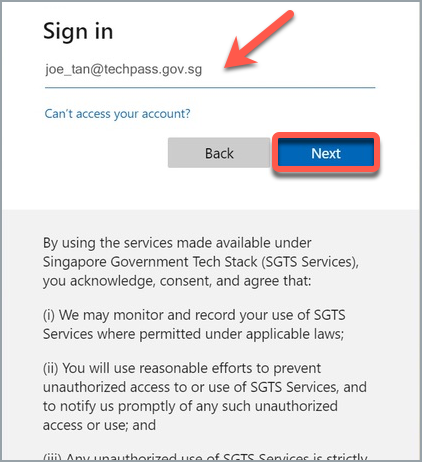 Sign in
joe_tan@techpass.gov.sg
Can't access your account?
Back
Next
By using the services made available under
Singapore Government Tech Stack (SGTS Services),
you acknowledge, consent, and agree that:
(i) We may monitor and record your use of SGTS
Services where permitted under applicable laws;
(ii) You will use reasonable efforts to prevent
unauthorized access to or use of SGTS Services, and
to notify us promptly of any such unauthorized
access or use; and
(iii) Any unauthorized use of SGTS Services is strictly